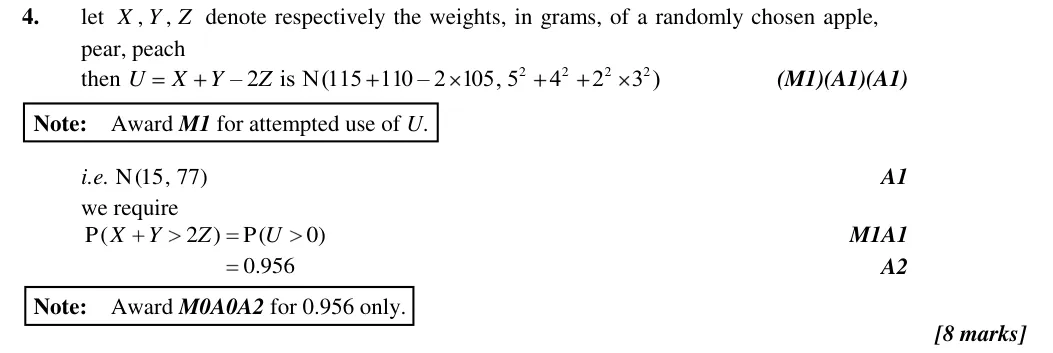 4. let X, Y, Z denote respectively the weights, in grams, of a randomly chosen apple,
pear, peach
then U = X + Y − 2Z is N(115 + 110 − 2 × 105, 5² + 4² + 2² × 3²) (M1)(A1)(A1)
Note: Award M1 for attempted use of U.
i.e. N(15, 77) A1
we require
P(X + Y > 2Z) = P(U > 0) M1A1
= 0.956 A2
Note: Award M0A0A2 for 0.956 only.
[8 marks]